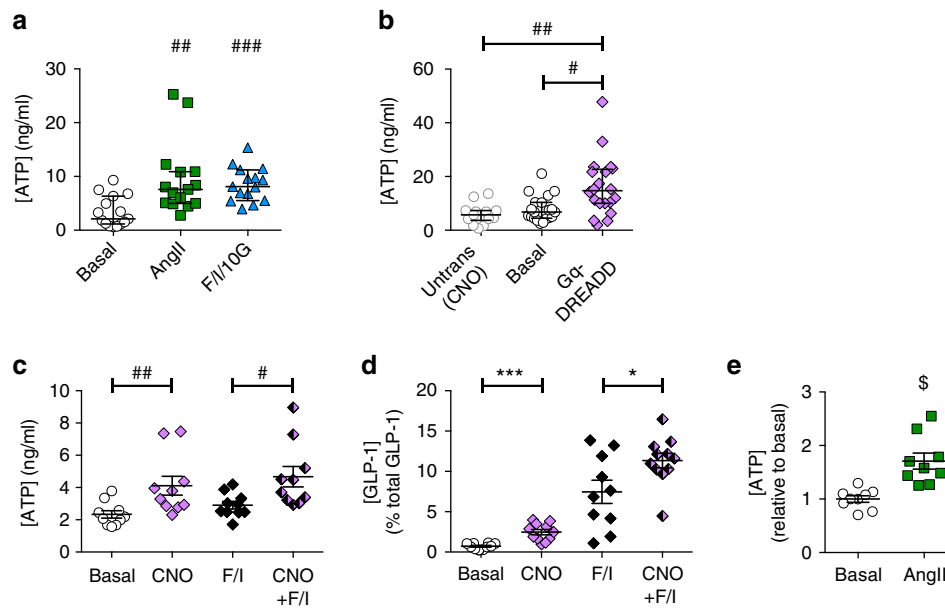 a
## ###
[ATP] (ng/ml)
30
20
10
0
Basal
AngII
F/I/10G
b
##
#
[ATP] (ng/ml)
60
40
20
0
Untrans
(CNO)
Basal
Gq-
DREADD
c
## #
[ATP] (ng/ml)
10
8
6
4
2
0
Basal CNO F/I CNO
+F/I
d
*** *
[GLP-1]
(% total GLP-1)
20
15
10
5
0
Basal CNO F/I CNO
+F/I
e
$
[ATP]
(relative to basal)
3
2
1
0
Basal AngII